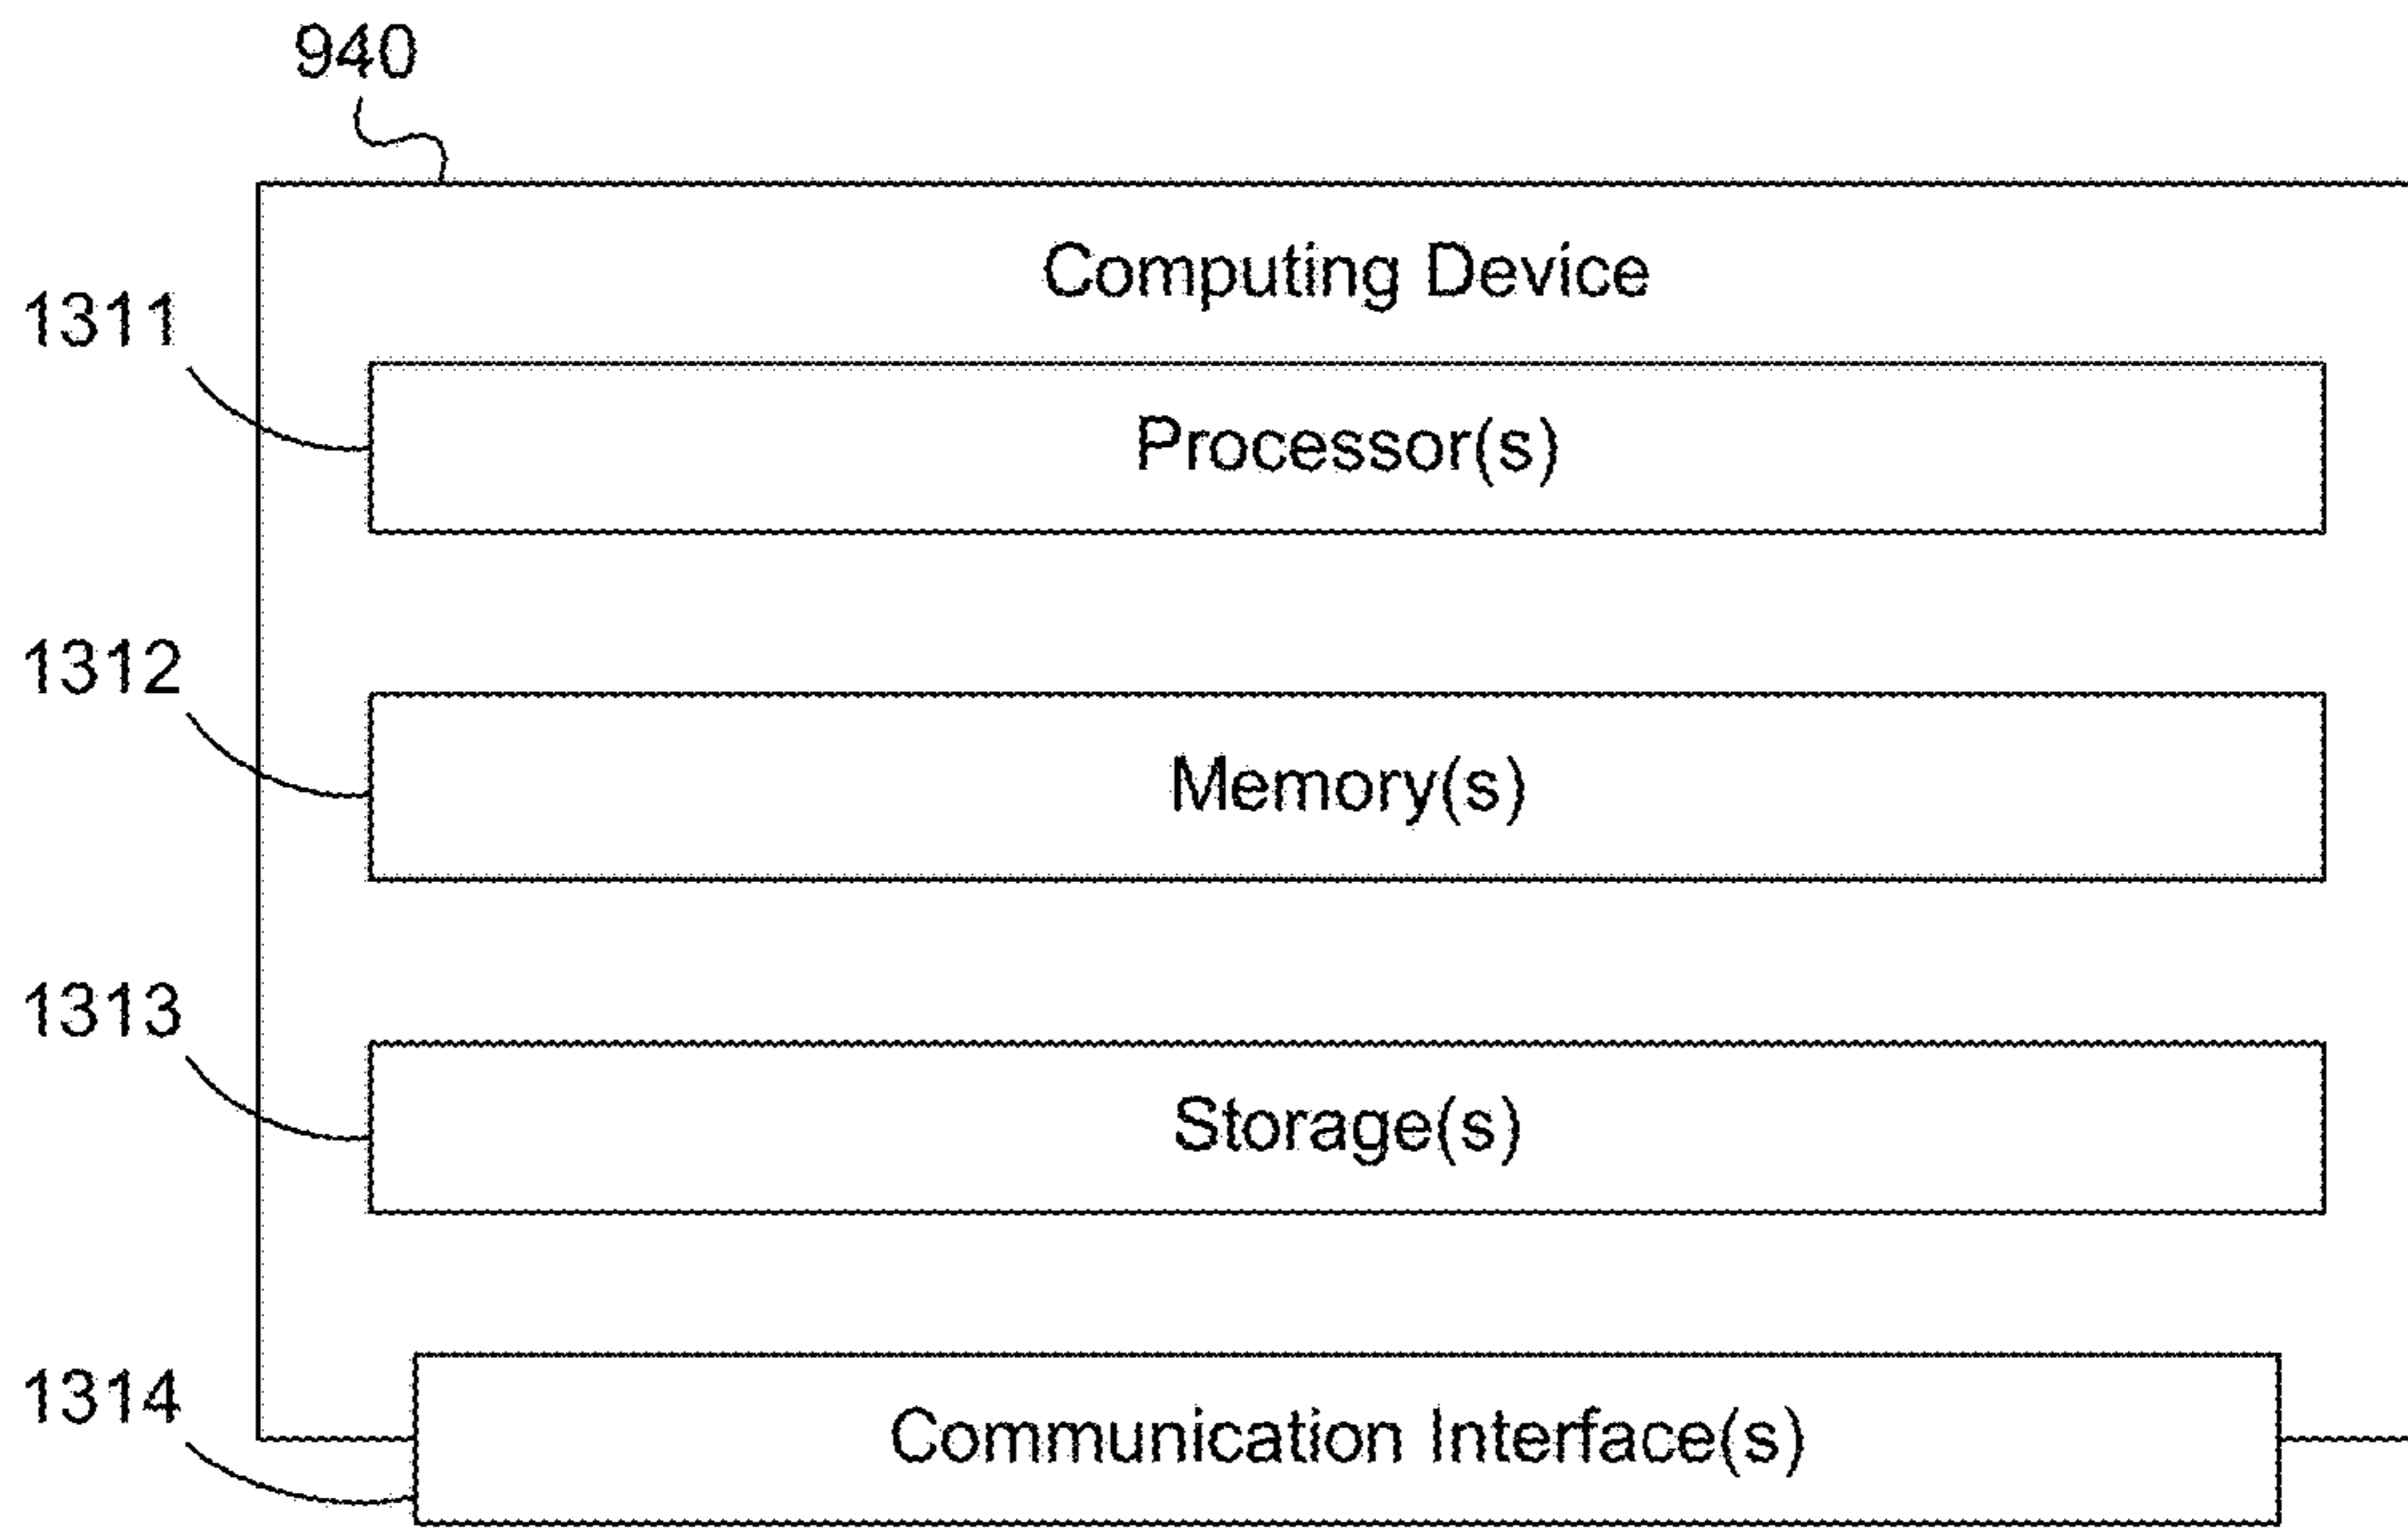 940
Computing Device
1311
Processor(s)
1312
Memory(s)
1313
Storage(s)
1314
Communication Interface(s)